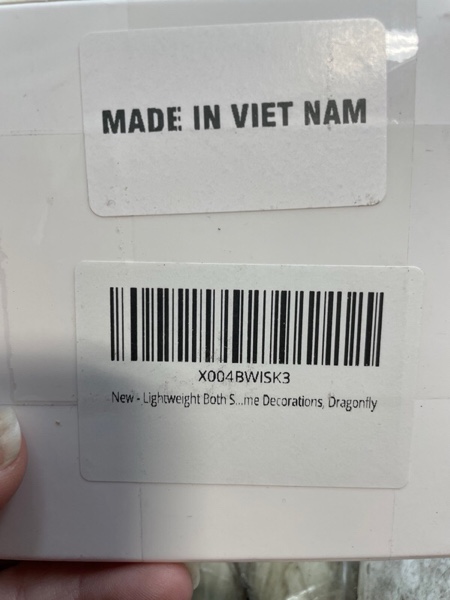 MADE IN VIET NAM
X004BWISK3
New - Lightweight Both S...me Decorations, Dragonfly